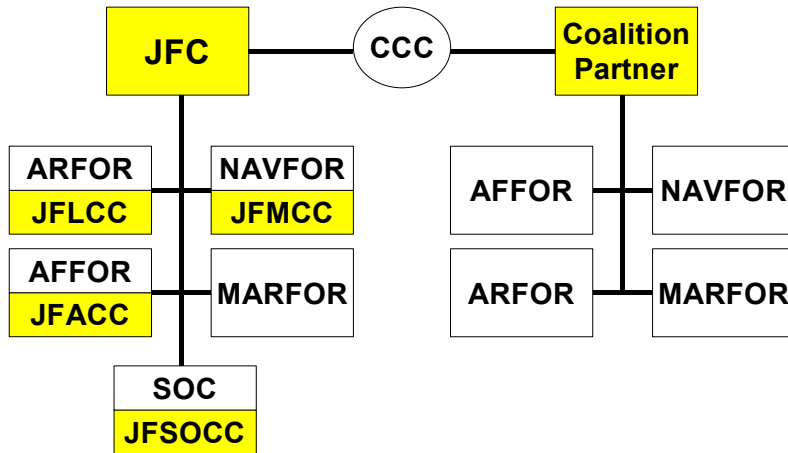 JFC
CCC
Coalition
Partner
ARFOR
JFLCC
NAVFOR
JFMCC
AFFOR
JFACC
MARFOR
SOC
JFSOCC
AFFOR
NAVFOR
ARFOR
MARFOR